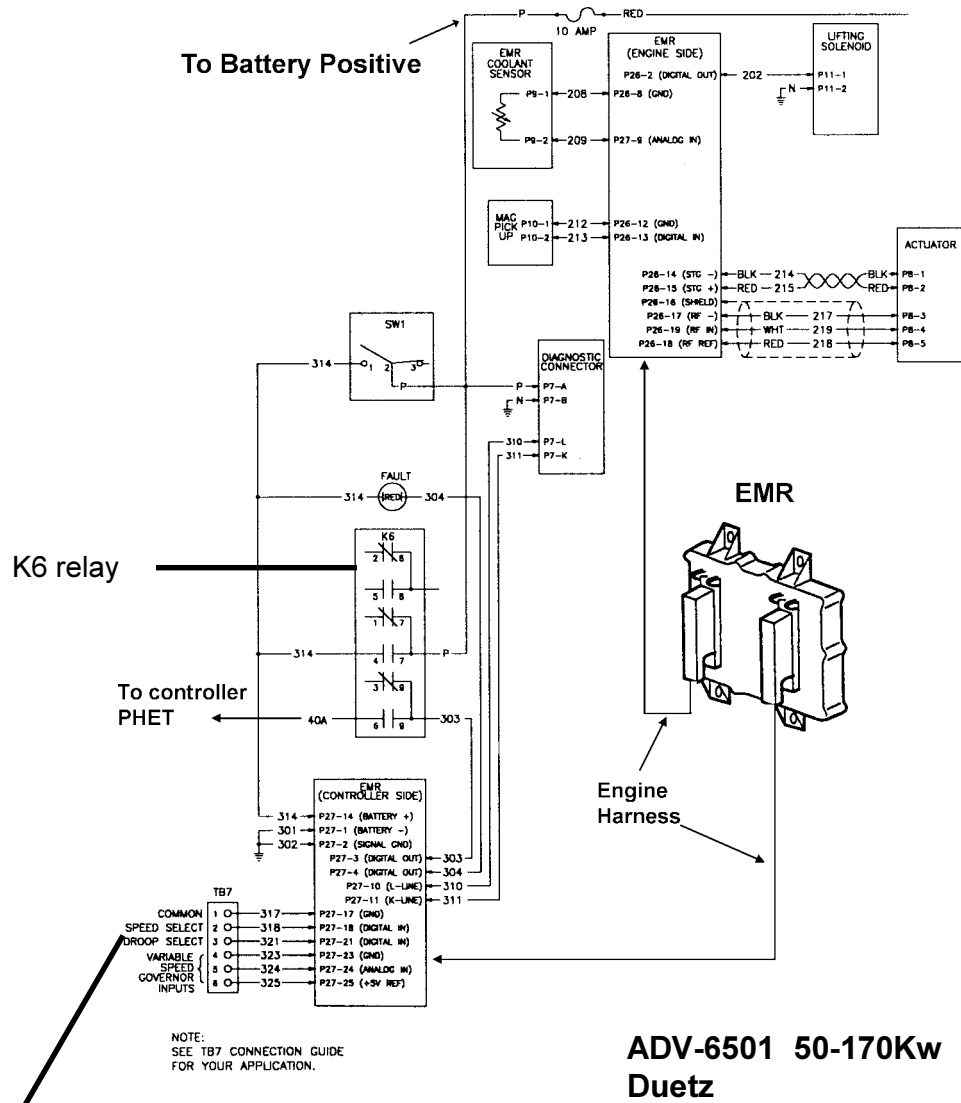 P
RED
10 AMP
To Battery Positive
EMR
COOLANT
SENSOR
P9-1
P9-2
208
209
EMR
(ENGINE SIDE)
P26-2 (DIGITAL OUT)
P26-8 (GND)
P27-9 (ANALOG IN)
P26-12 (GND)
P26-13 (DIGITAL IN)
P26-14 (STG -)
P26-15 (STG +)
P26-16 (SHIELD)
P26-17 (RF -)
P26-19 (RF IN)
P26-18 (RF REF)
202
LIFTING
SOLENOID
P11-1
N
P11-2
MAG
PICK
UP
P10-1
P10-2
212
213
ACTUATOR
BLK
214
BLK
P8-1
RED
215
RED
P8-2
BLK
217
P8-3
WHT
219
P8-4
RED
218
P8-5
SW1
314
1
2
3
P
DIAGNOSTIC
CONNECTOR
P
P7-A
N
P7-B
310
P7-L
311
P7-K
FAULT
314
RED
304
K6 relay
K6
2
8
5
8
1
7
314
4
7
P
3
9
To controller
PHET
40A
6
9
303
EMR
Engine
Harness
EMR
(CONTROLLER SIDE)
314
P27-14 (BATTERY +)
301
P27-1 (BATTERY -)
302
P27-2 (SIGNAL GND)
P27-3 (DIGITAL OUT)
303
P27-4 (DIGITAL OUT)
304
P27-10 (L-LINE)
310
P27-11 (K-LINE)
311
TB7
COMMON
1
317
P27-17 (GND)
SPEED SELECT
2
318
P27-18 (DIGITAL IN)
DROOP SELECT
3
321
P27-21 (DIGITAL IN)
VARIABLE
SPEED
GOVERNOR
INPUTS
4
323
P27-23 (GND)
5
324
P27-24 (ANALOG IN)
6
325
P27-25 (+5V REF)
NOTE:
SEE TB7 CONNECTION GUIDE
FOR YOUR APPLICATION.
ADV-6501 50-170Kw
Duetz